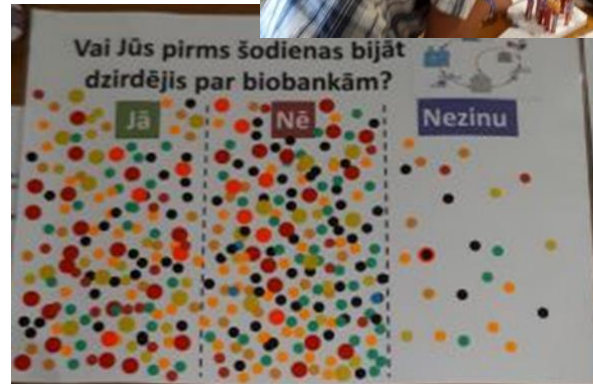 Vai Jūs pirms šodienas bijāt
dzirdējis par biobankām?
Jā
Nē
Nezinu